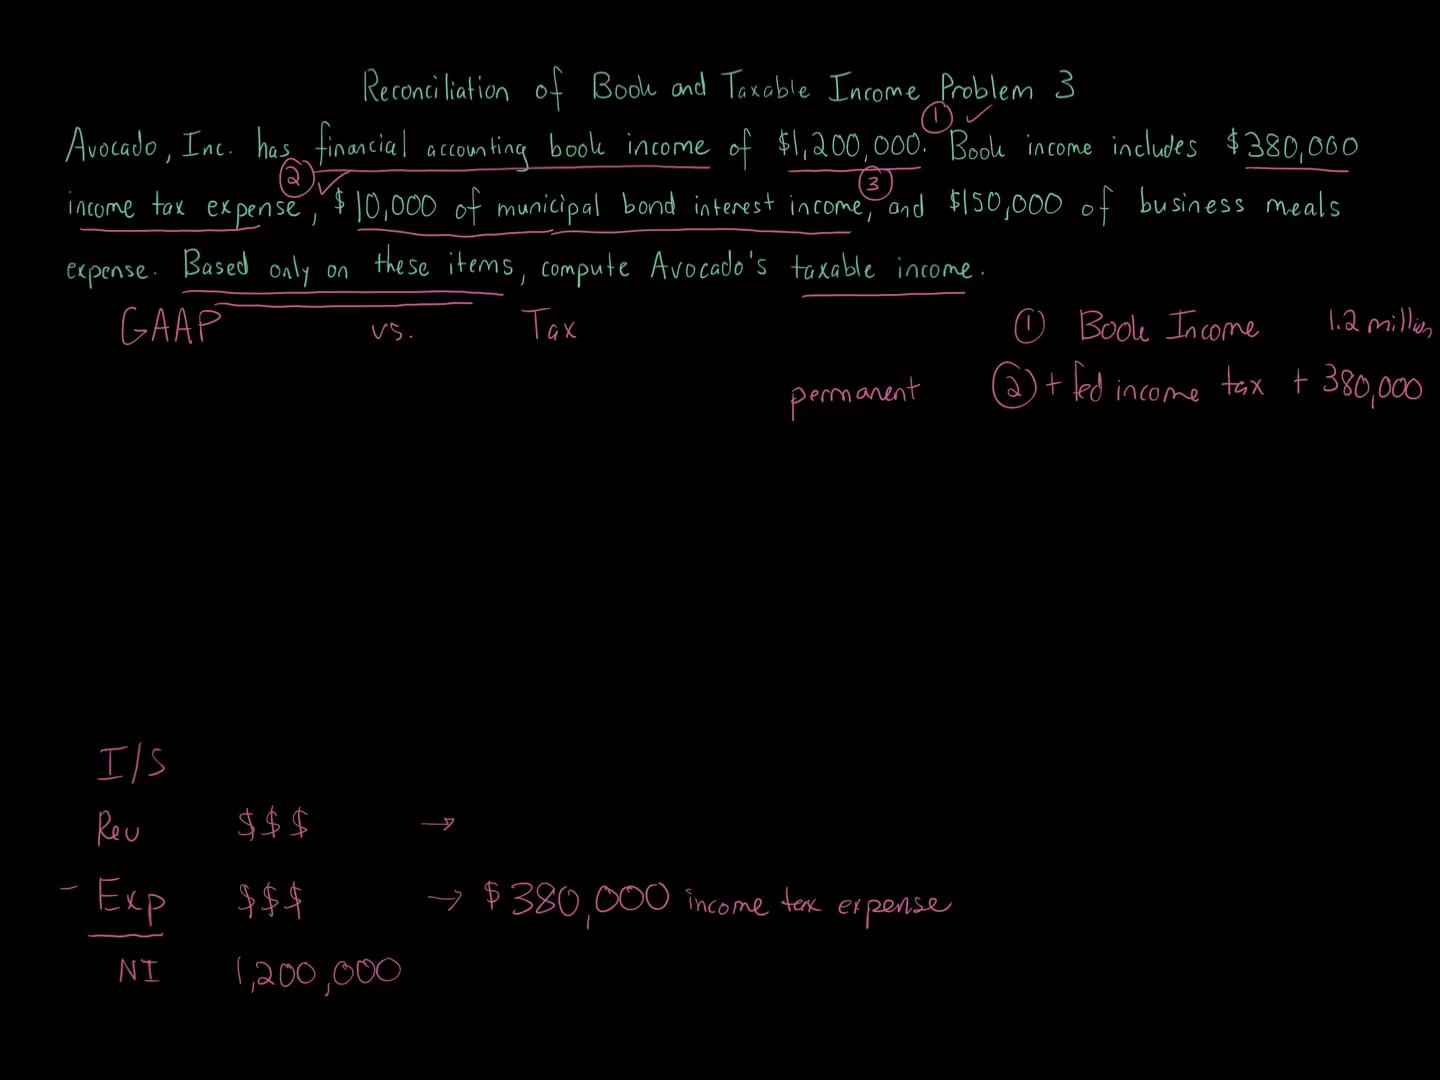 Reconciliation of Book and Taxable Income Problem 3
① ✓
Avocado, Inc. has financial accounting book income of $1,200,000. Book income includes $380,000
② ✓ ③
income tax expense, $10,000 of municipal bond interest income, and $150,000 of business meals
expense. Based only on these items, compute Avocado's taxable income.
GAAP vs. Tax
① Book Income 1.2 million
permanent ② + fed income tax + 380,000
I/S
Rev $$$ →
- Exp $$$ → $380,000 income tax expense
NI 1,200,000